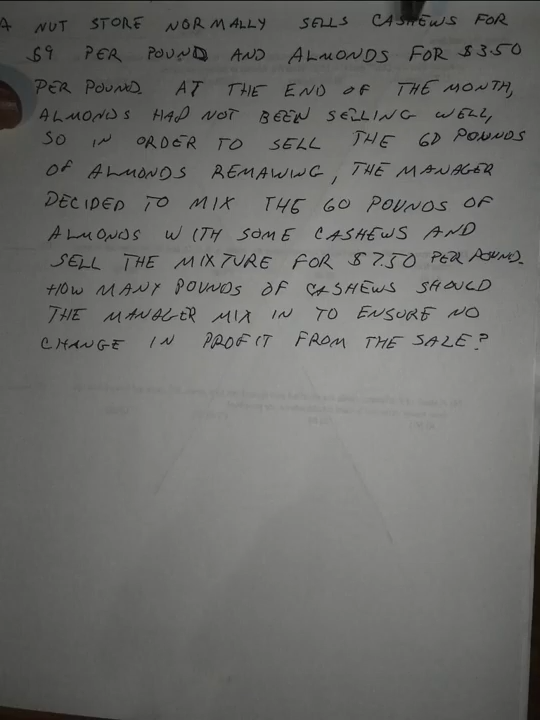 A NUT STORE NORMALLY SELLS CASHEWS FOR
$9 PER POUND AND ALMONDS FOR $3.50
PER POUND. AT THE END OF THE MONTH,
ALMONDS HAD NOT BEEN SELLING WELL,
SO IN ORDER TO SELL THE 60 POUNDS
OF ALMONDS REMAINING, THE MANAGER
DECIDED TO MIX THE 60 POUNDS OF
ALMONDS WITH SOME CASHEWS AND
SELL THE MIXTURE FOR $7.50 PER POUND.
HOW MANY POUNDS OF CASHEWS SHOULD
THE MANAGER MIX IN TO ENSURE NO
CHANGE IN PROFIT FROM THE SALE?